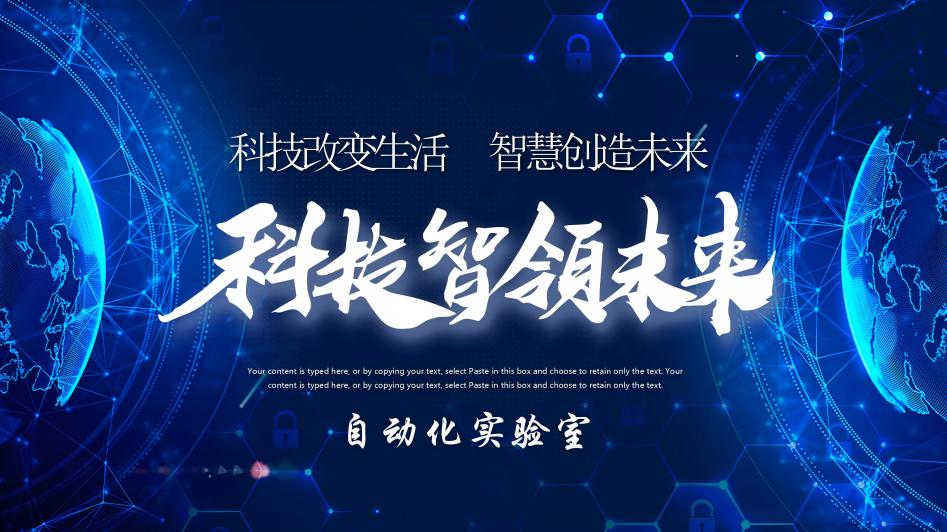 科技改变生活 智慧创造未来
科技智领未来
Your content is typed here, or by copying your text, select Paste in this box and choose to retain only the text. Your
content is typed here, or by copying your text, select Paste in this box and choose to retain only the text.
自动化实验室